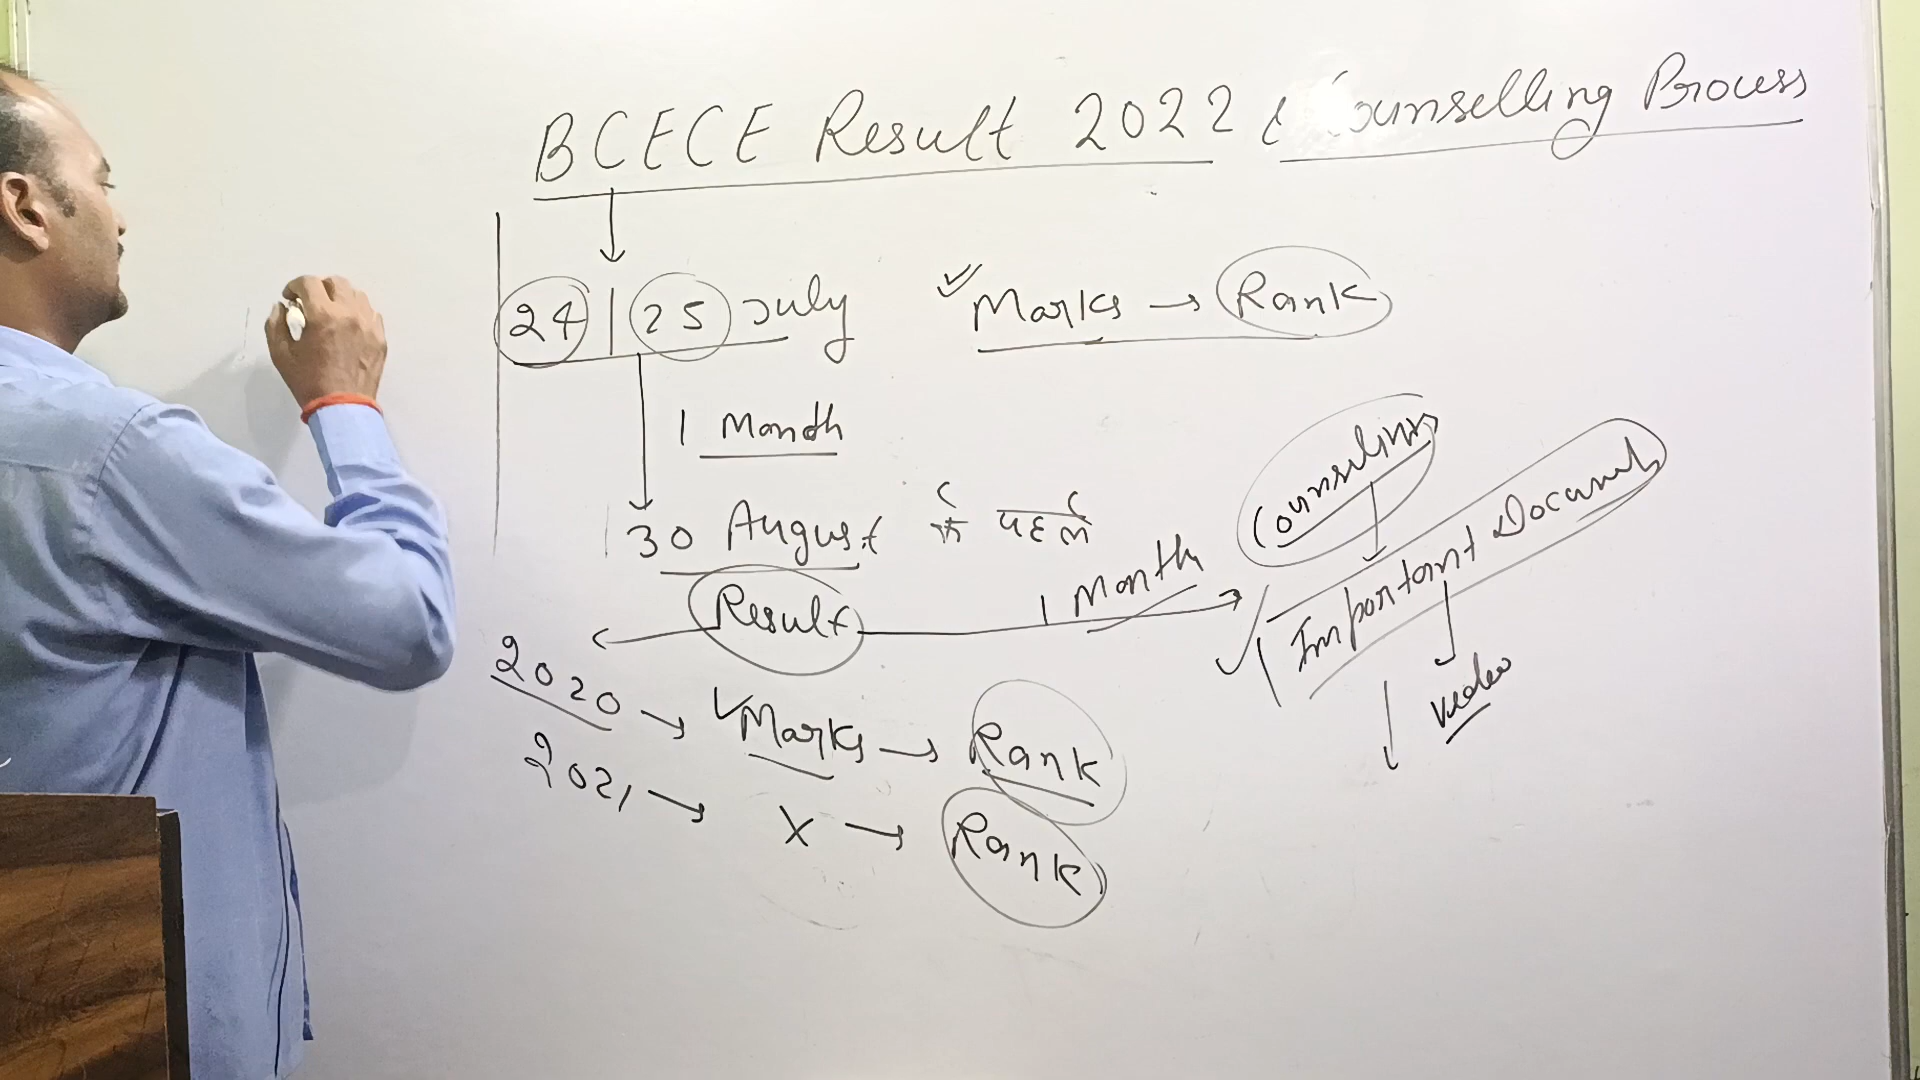 BCECE Result 2022 & Counselling Process
24 | 25 July
Marks → Rank
1 Month
30 August के पहले
Result
1 Month
Counseling
Important Document
Video
2020 → Marks → Rank
2021 → X → Rank